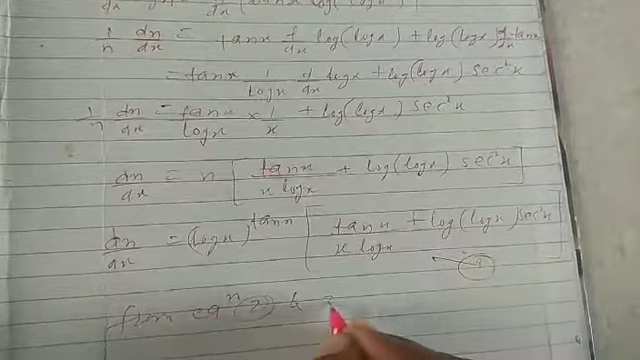 1/n dn/dx = tanx d/dx log(logx) + log(logx) d/dx tanx
= tanx 1/logx d/dx logx + log(logx) sec²x
1/n dn/dx = tanx/logx × 1/x + log(logx) sec²x
dn/dx = n [ tanx/x logx + log(logx) sec²x ]
dn/dx = (logx)^tanx [ tanx/x logx + log(logx) sec²x ]
from eqⁿ (2) &